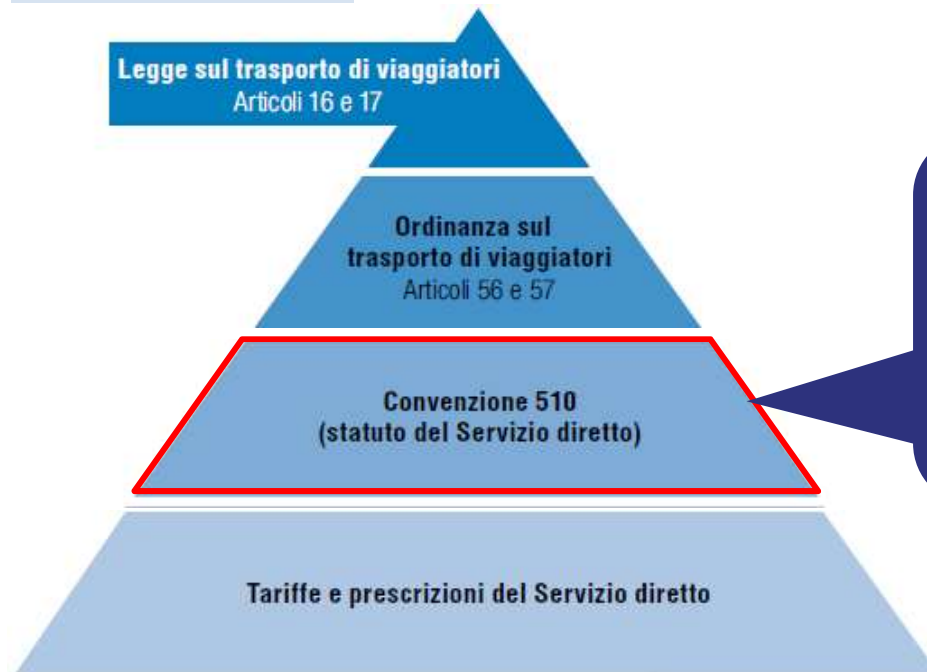 Legge sul trasporto di viaggiatori
Articoli 16 e 17
Ordinanza sul
trasporto di viaggiatori
Articoli 56 e 57
Convenzione 510
(statuto del Servizio diretto)
Tariffe e prescrizioni del Servizio diretto